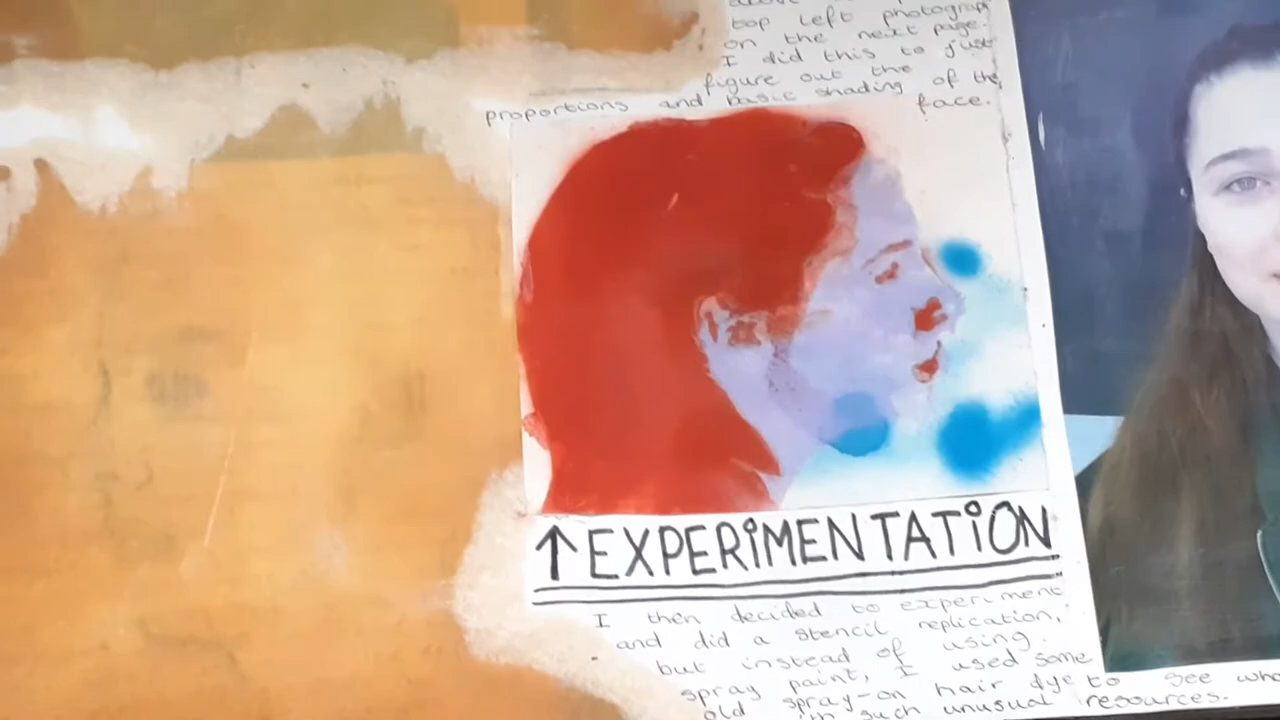 top left photograph
on the next page.
I did this to just
figure out the
proportions and basic shading of the
face.
↑ EXPERIMENTATION
I then decided to experiment
and did a stencil replication,
but instead of using
spray paint, I used some
old spray-on hair dye to see
such unusual resources.